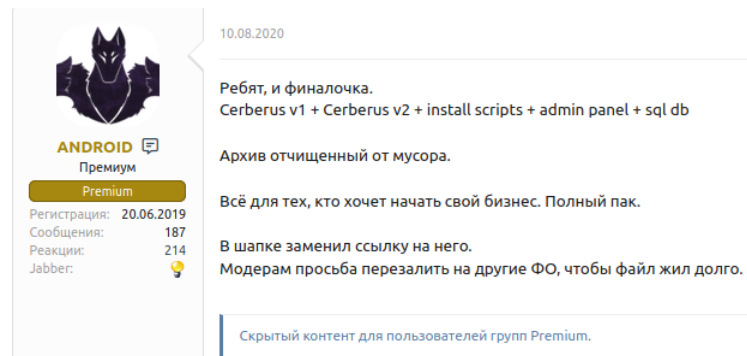 10.08.2020
Ребят, и финалочка.
Cerberus v1 + Cerberus v2 + install scripts + admin panel + sql db
Архив отчищенный от мусора.
Всё для тех, кто хочет начать свой бизнес. Полный пак.
В шапке заменил ссылку на него.
Модерам просьба перезалить на другие ФО, чтобы файл жил долго.
Скрытый контент для пользователей групп Premium.
ANDROID
Премиум
Premium
Регистрация: 20.06.2019
Сообщения: 187
Реакции: 214
Jabber: